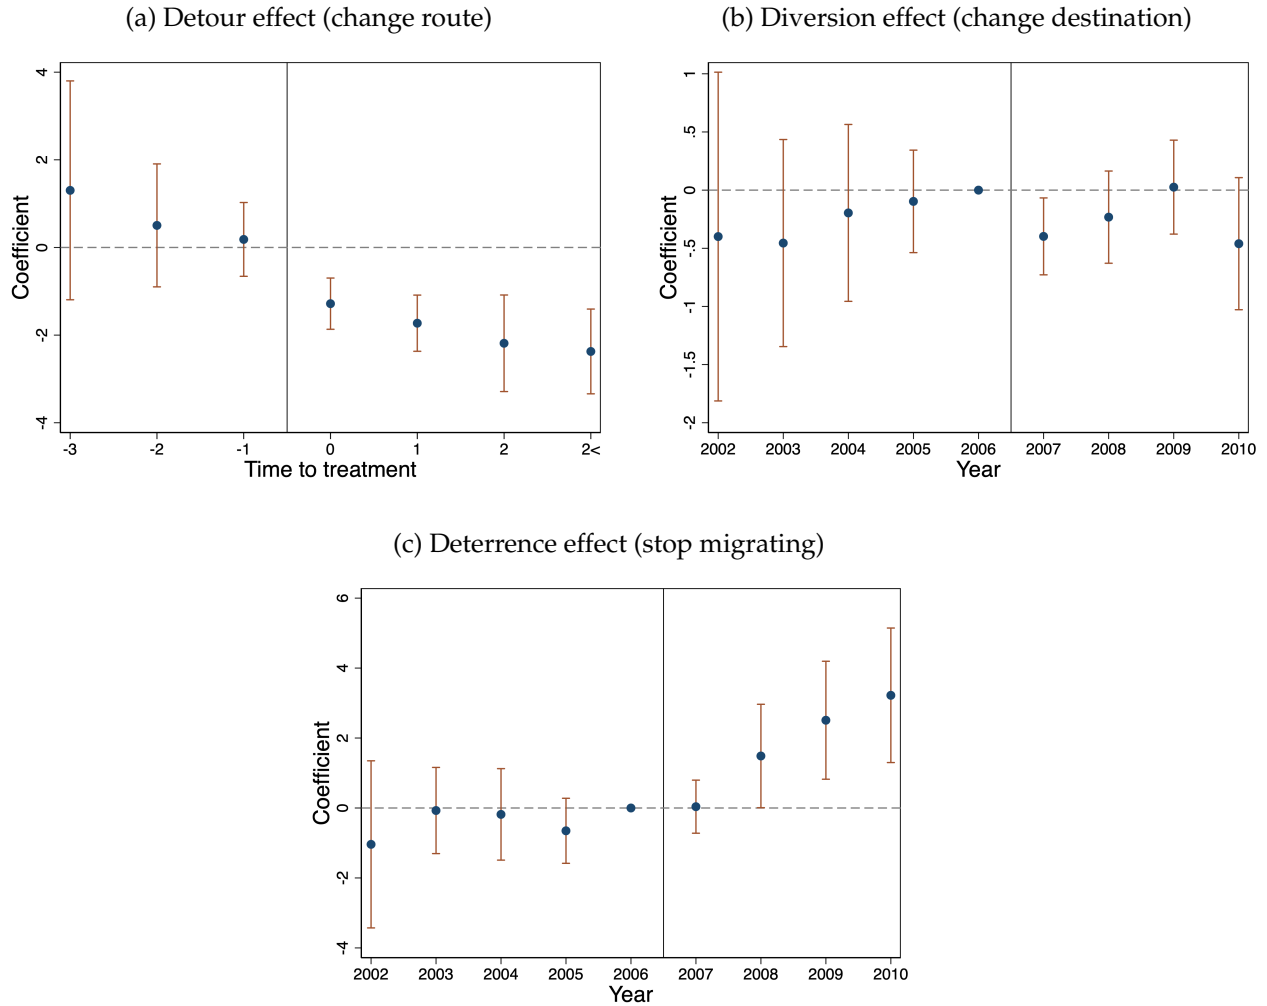 (a) Detour effect (change route)
4
2
0
-2
-4
Coefficient
-3 -2 -1 0 1 2 2<
Time to treatment
(b) Diversion effect (change destination)
1
.5
0
-.5
-1
-1.5
-2
Coefficient
2002 2003 2004 2005 2006 2007 2008 2009 2010
Year
(c) Deterrence effect (stop migrating)
6
4
2
0
-2
-4
Coefficient
2002 2003 2004 2005 2006 2007 2008 2009 2010
Year